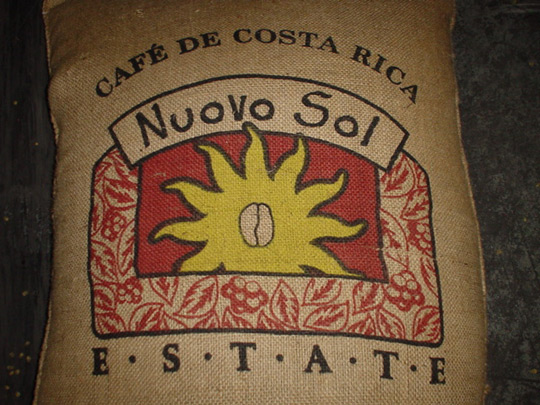 CAFÉ DE COSTA RICA
Nuovo Sol
E·S·T·A·T·E